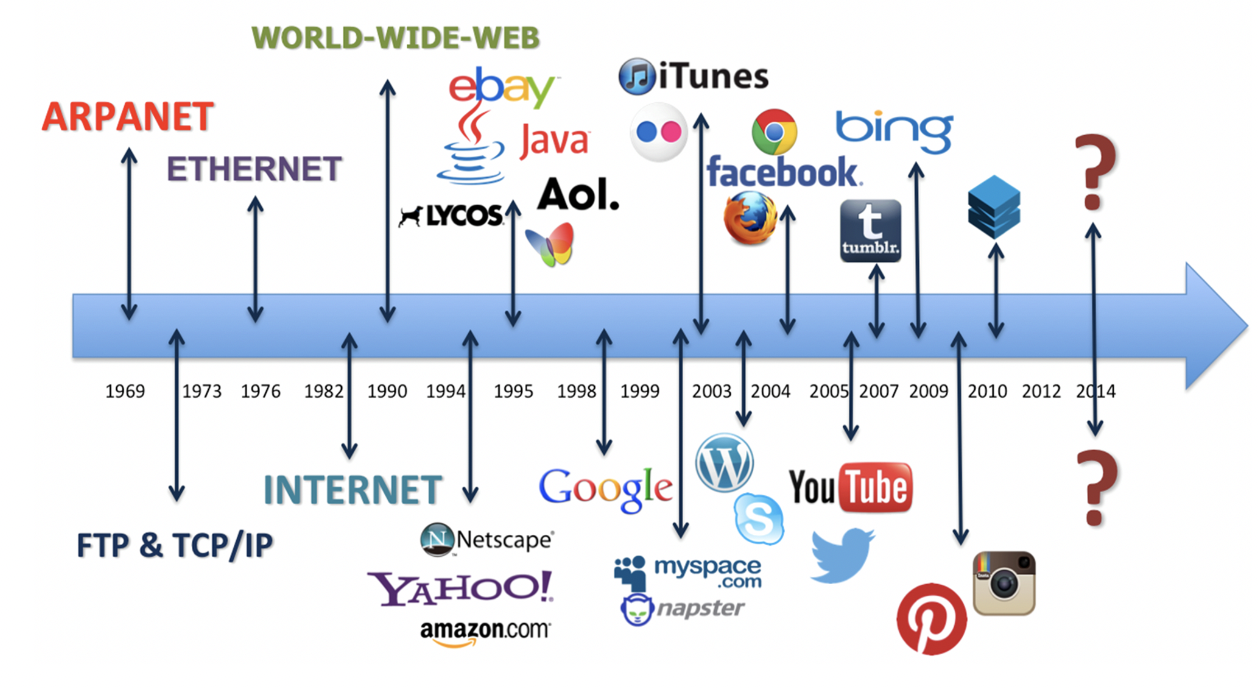 WORLD-WIDE-WEB
ebay
iTunes
ARPANET
Java
bing
ETHERNET
facebook
Aol.
LYCOS
t
tumblr.
?
1969
1973
1976
1982
1990
1994
1995
1998
1999
2003
2004
2005
2007
2009
2010
2012
2014
INTERNET
Google
W
You Tube
?
S
FTP & TCP/IP
N Netscape
YAHOO!
myspace
.com
napster
amazon.com
P